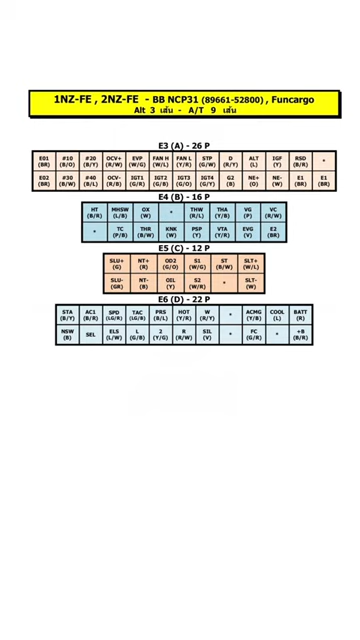 1NZ-FE , 2NZ-FE - BB NCP31 (89661-52800) , Funcargo
Alt 3 เส้น - A/T 9 เส้น
E3 (A) - 26 P
E01 #10 #20 OCV+ EVP FAN H FAN L STP D ALT IGF RSD *
(BR) (B/O) (B/Y) (R/W) (W/G) (W/L) (Y/R) (G/W) (R/Y) (L) (Y) (B/R)
E02 #30 #40 OCV- IGT1 IGT2 IGT3 IGT4 G2 NE+ NE- E1 E1
(BR) (B/W) (B/L) (B/R) (G/R) (G/B) (G/O) (Y/G) (B) (O) (W) (BR) (BR)
E4 (B) - 16 P
HT MHSW OX * THW THA VG VC
(B/R) (L/B) (W) (R/L) (Y/B) (P) (R/W)
* TC THR KNK PSP VTA EVG E2
(P/B) (B/W) (W) (Y) (Y/R) (V) (BR)
E5 (C) - 12 P
SLU+ NT+ OD2 S1 ST SLT+
(G) (R) (G/O) (W/G) (B/W) (W/L)
SLU- NT- OIL S2 * SLT-
(GR) (B) (Y) (W/R) (W)
E6 (D) - 22 P
STA AC1 SPD TAC PRS HOT W * ACMG COOL BATT
(B/Y) (B/R) (LG/R) (LG/B) (B/L) (Y/R) (R/Y) (Y/B) (L) (R)
NSW SEL ELS L 2 R SIL * FC * +B
(B) (L/W) (G/B) (Y/G) (R/W) (V) (G/R) (B/R)